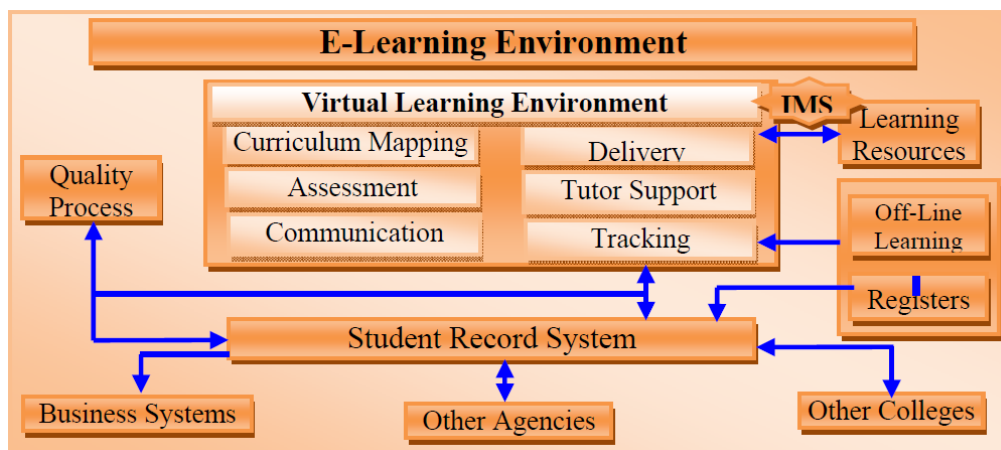 E-Learning Environment
Virtual Learning Environment
IMS
Curriculum Mapping
Delivery
Assessment
Tutor Support
Communication
Tracking
Learning
Resources
Quality
Process
Off-Line
Learning
Registers
Student Record System
Business Systems
Other Agencies
Other Colleges